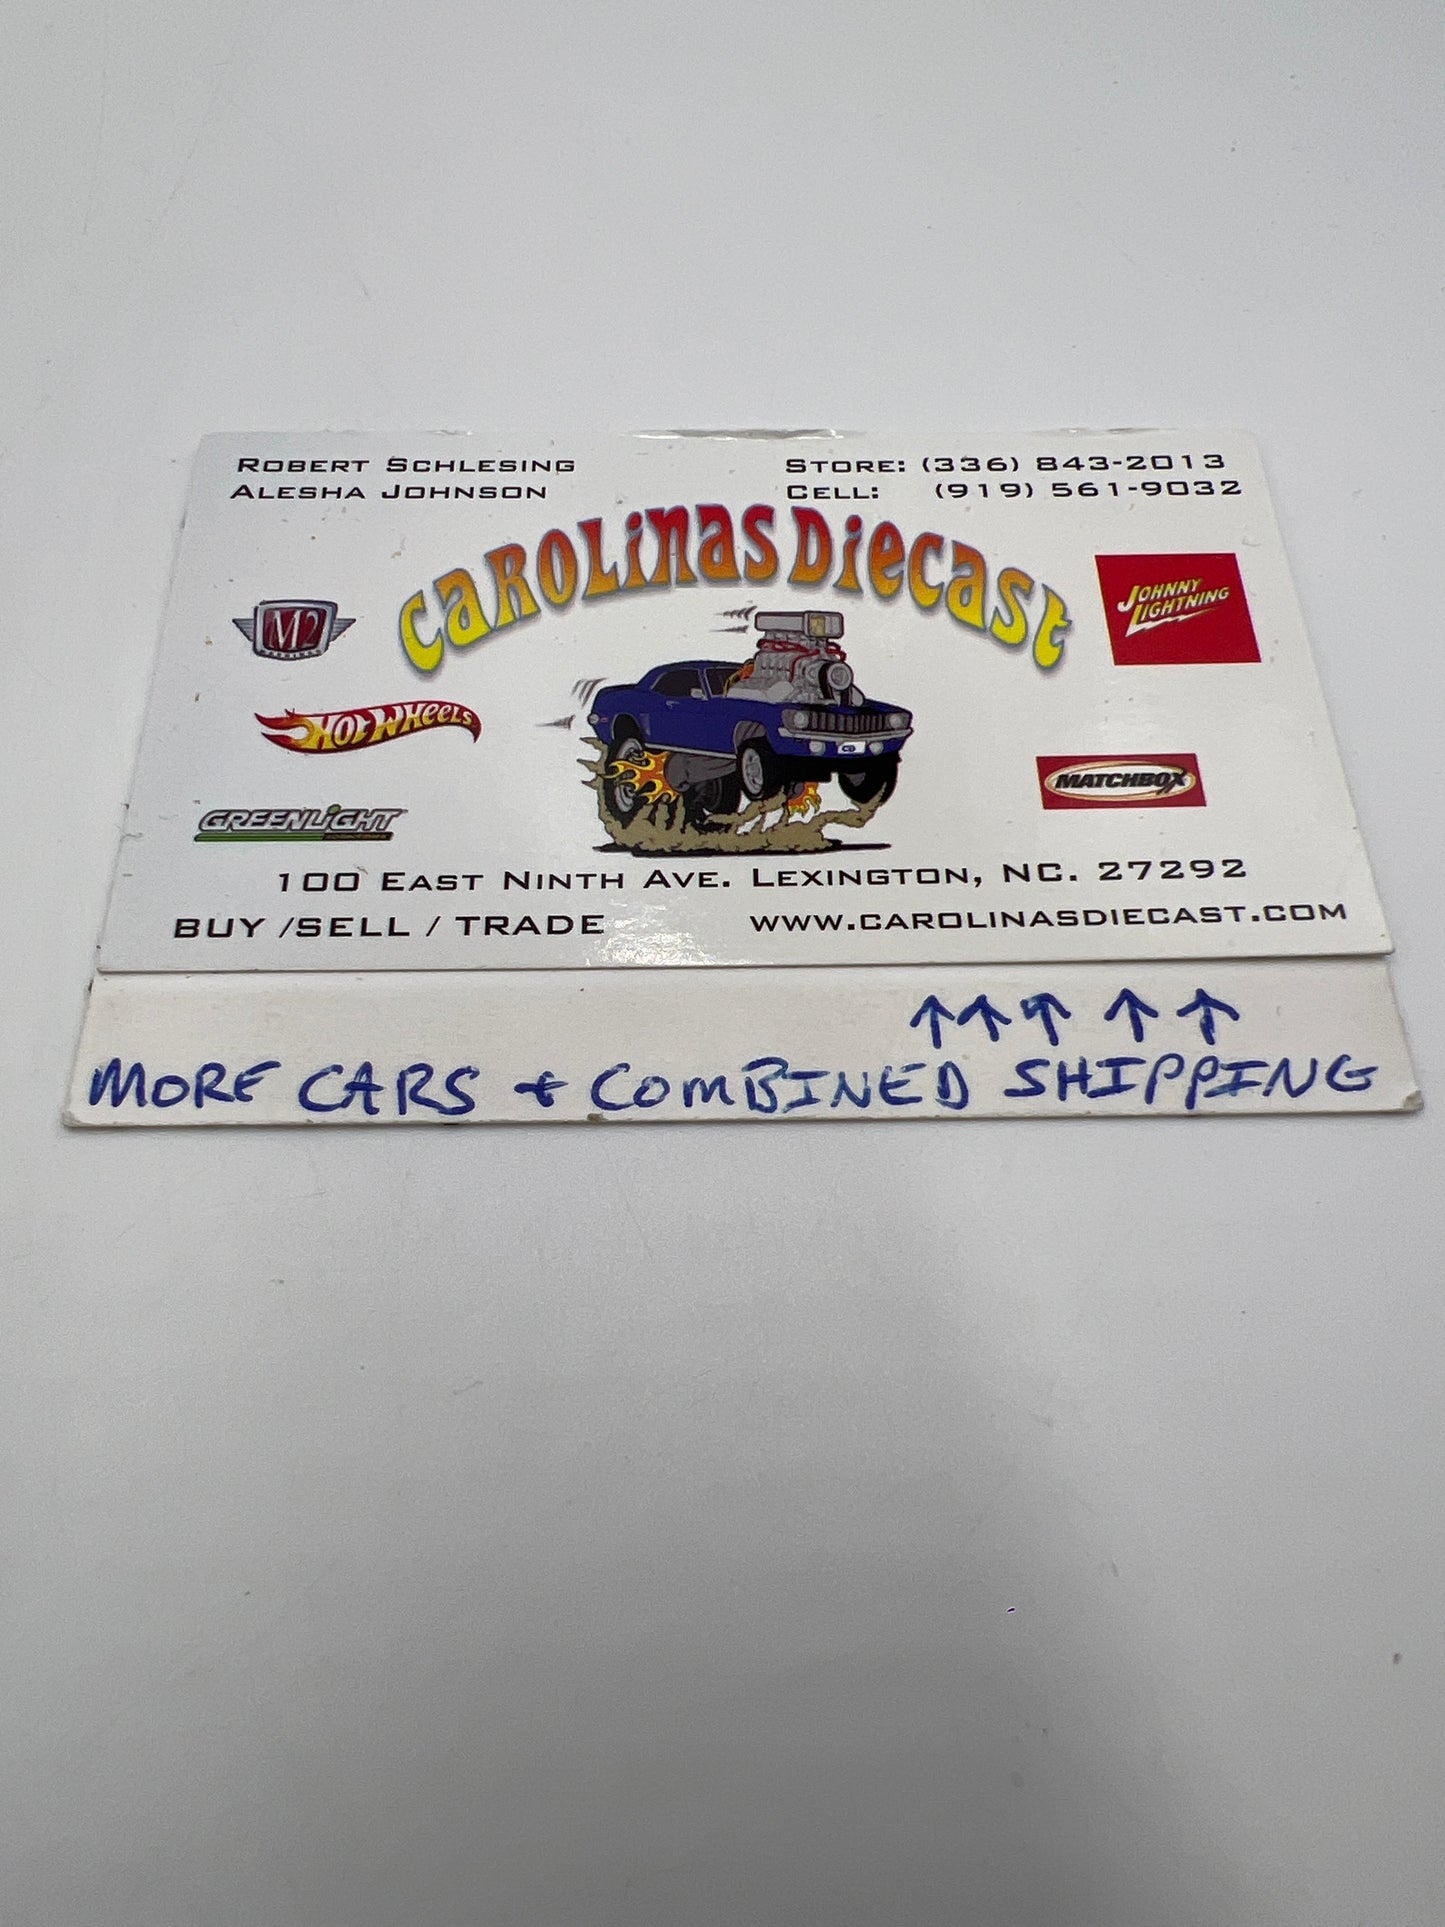 ROBERT SCHLESING
ALESHA JOHNSON
STORE: (336) 843-2013
CELL: (919) 561-9032
CAROLINAS DIECAST
M2
JOHNNY
LIGHTNING
HOT WHEELS
MATCHBOX
GREENLIGHT
CD
100 EAST NINTH AVE. LEXINGTON, NC. 27292
BUY /SELL / TRADE
WWW.CAROLINASDIECAST.COM
↑ ↑ ↑ ↑ ↑
MORE CARS + COMBINED SHIPPING